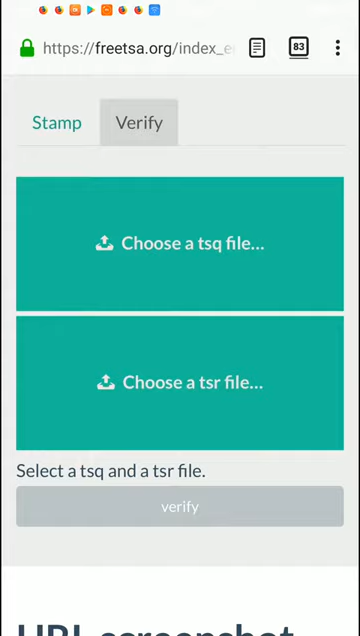 https://freetsa.org/index_e
83
Stamp
Verify
Choose a tsq file...
Choose a tsr file...
Select a tsq and a tsr file.
verify
URL screenshot